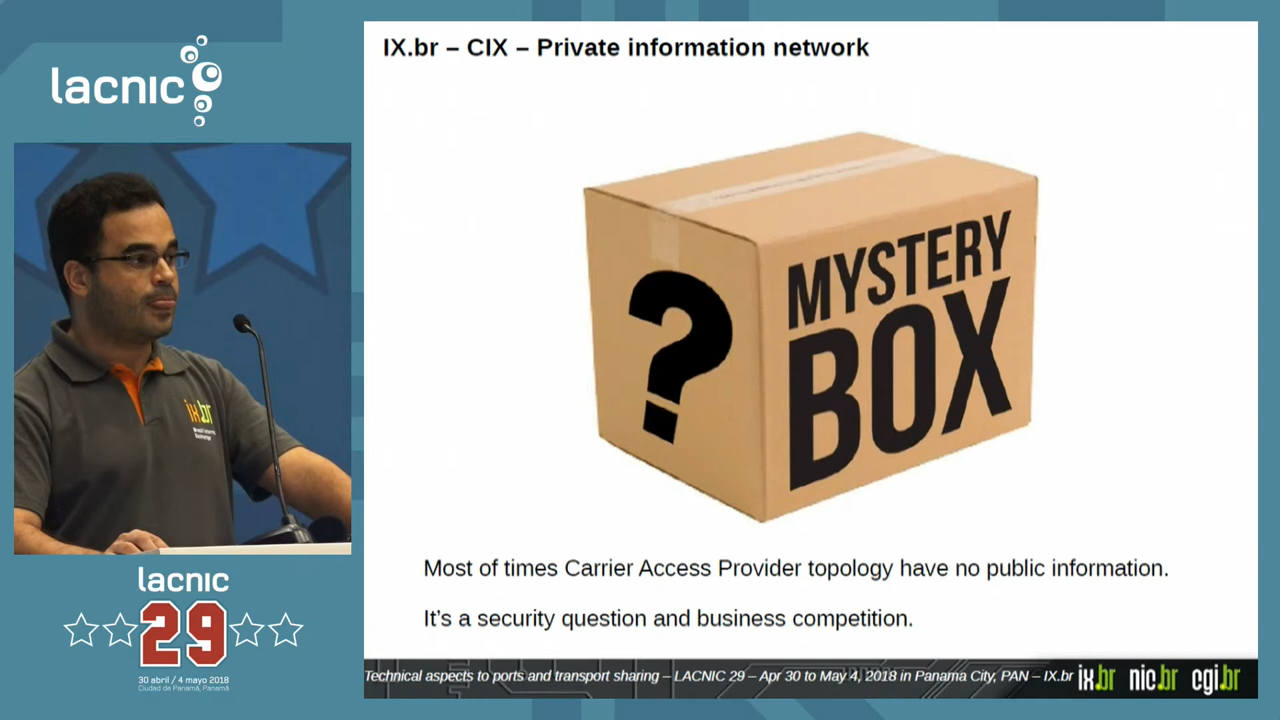 lacnic
IX.br – CIX – Private information network
MYSTERY
BOX
?
ix.br
Most of times Carrier Access Provider topology have no public information.
It's a security question and business competition.
lacnic
29
30 abril / 4 mayo 2018
Ciudad de Panamá, Panamá
Technical aspects to ports and transport sharing – LACNIC 29 – Apr 30 to May 4, 2018 in Panama City, PAN – IX.br
ix.br nic.br cgi.br